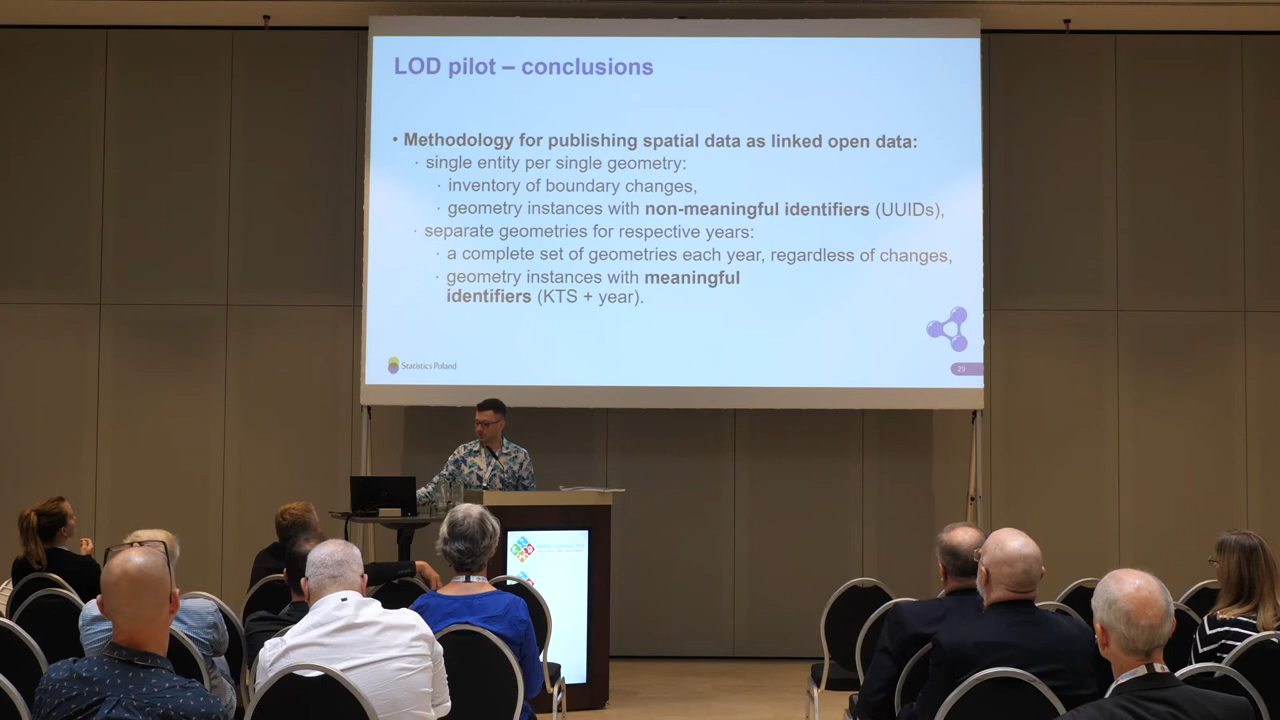 LOD pilot – conclusions
• Methodology for publishing spatial data as linked open data:
· single entity per single geometry:
· inventory of boundary changes,
· geometry instances with non-meaningful identifiers (UUIDs),
· separate geometries for respective years:
· a complete set of geometries each year, regardless of changes,
· geometry instances with meaningful
identifiers (KTS + year).
Statistics Poland
25